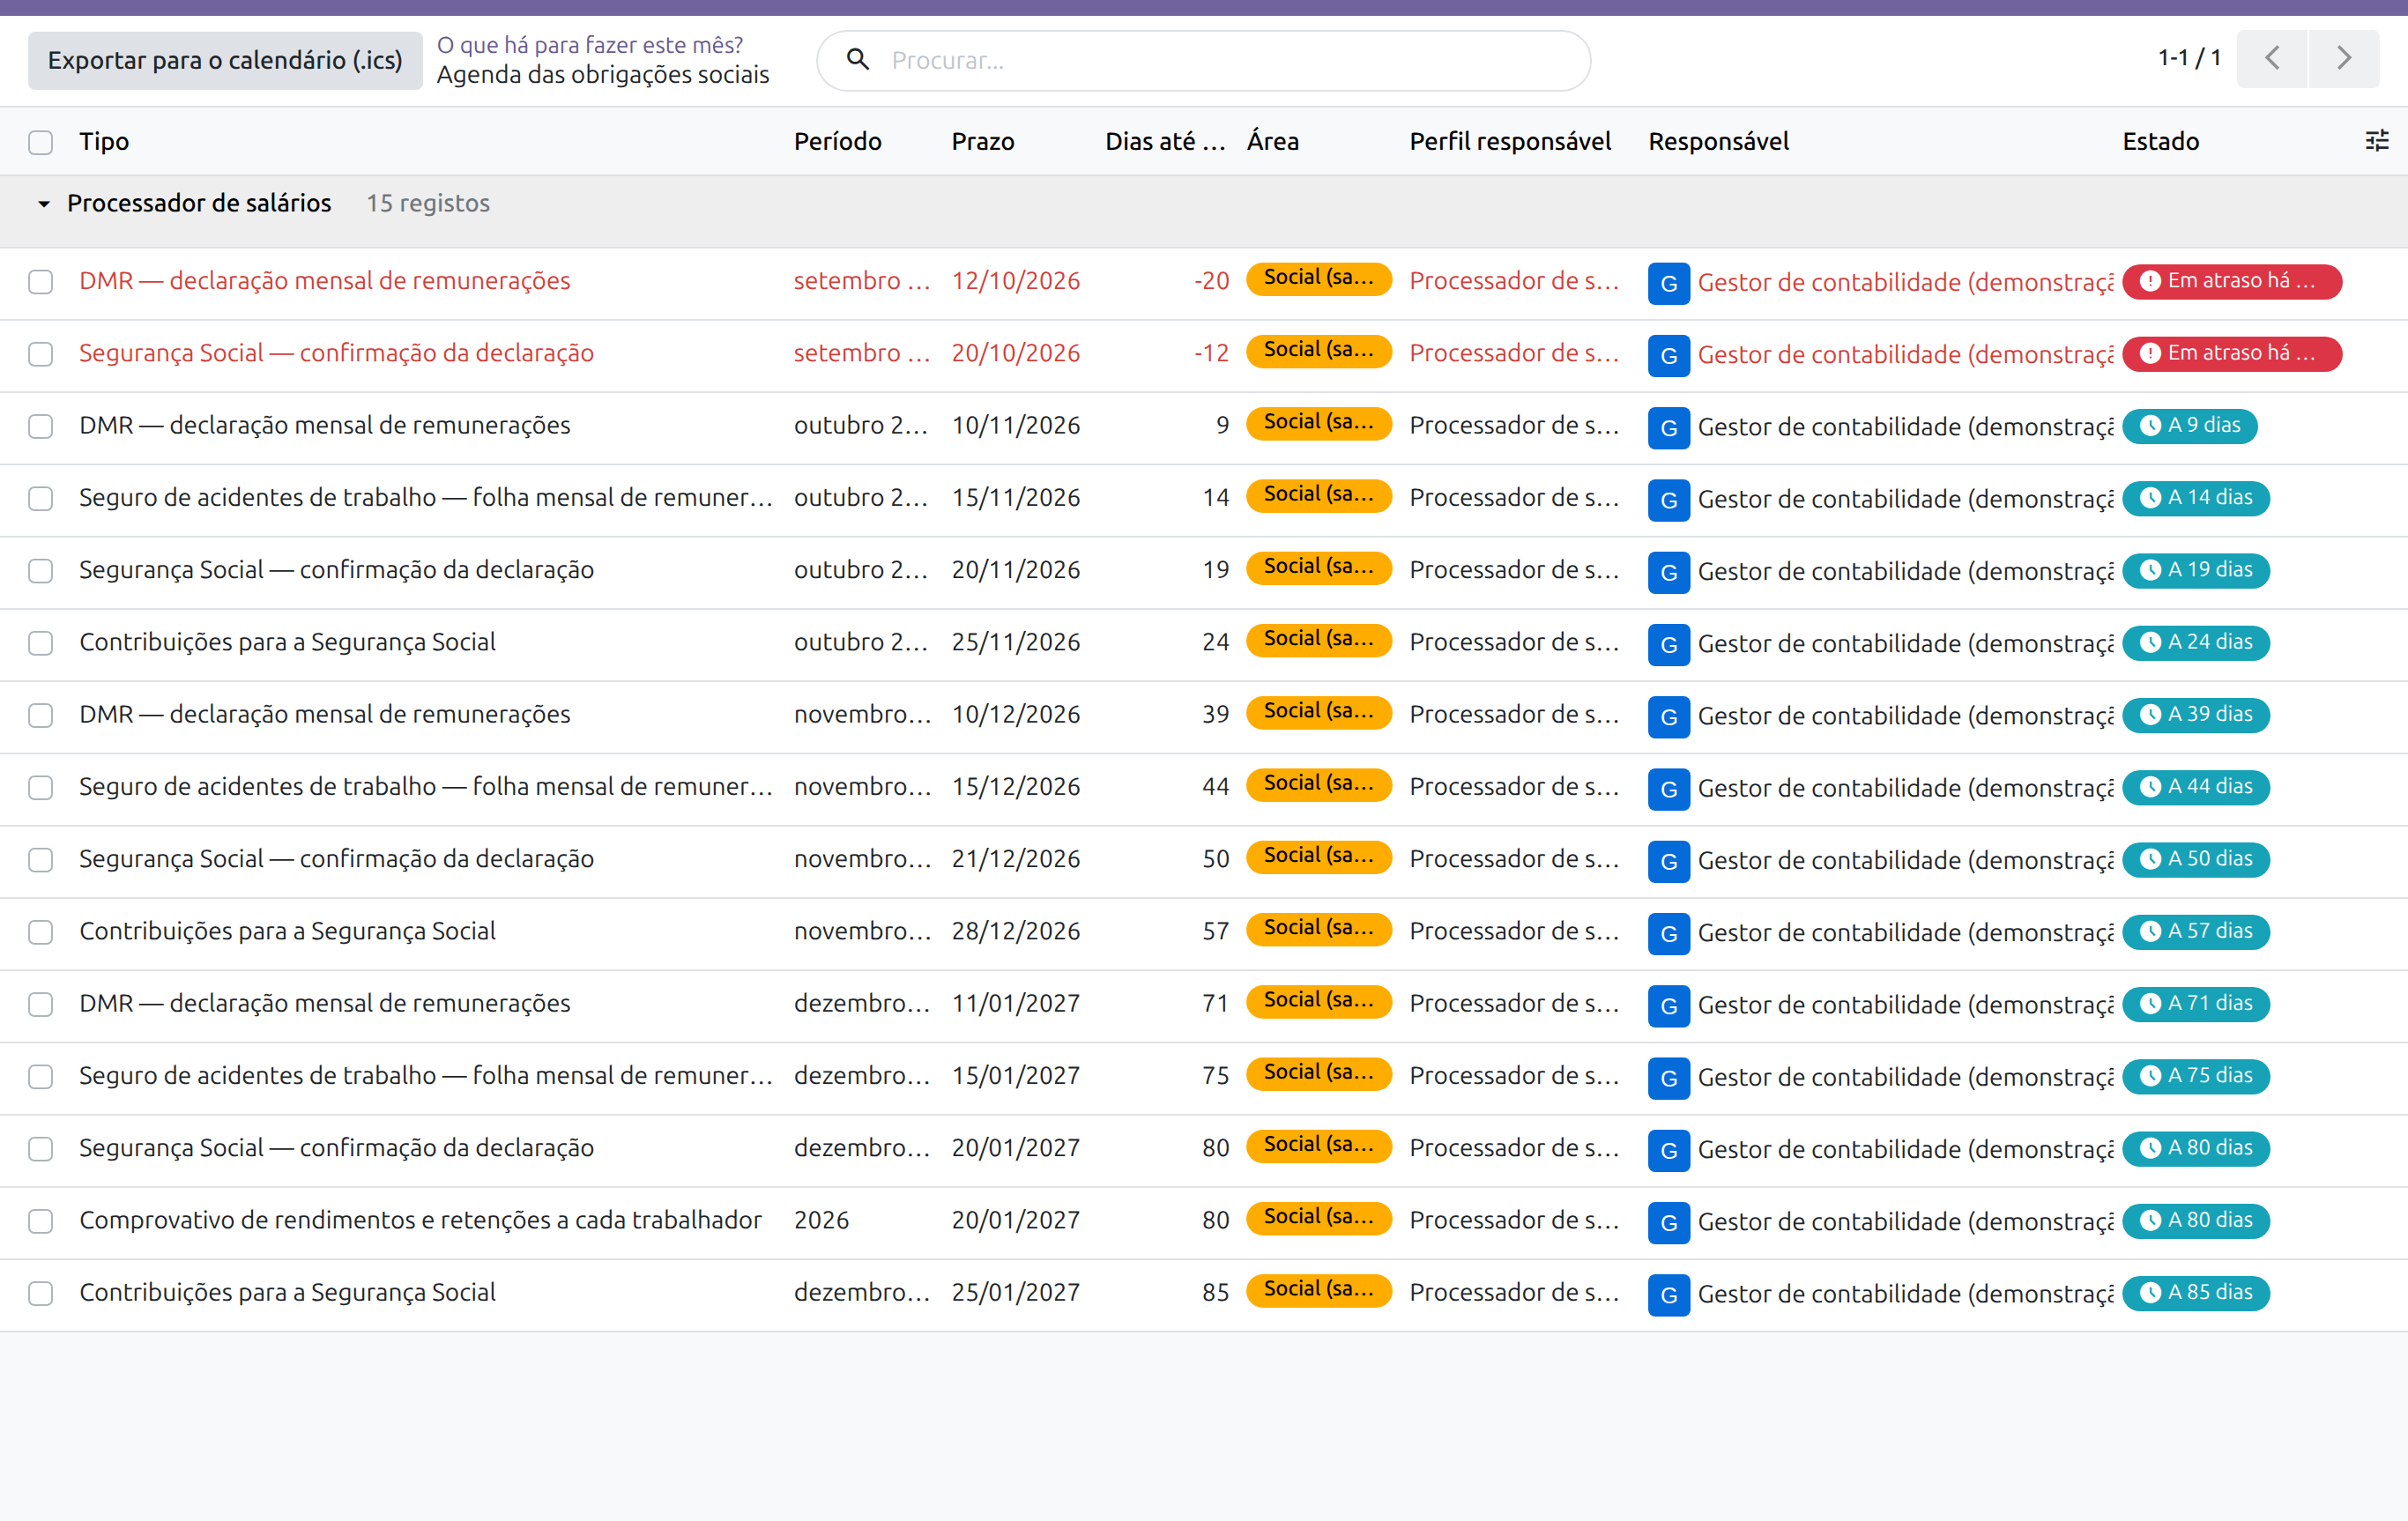 Exportar para o calendário (.ics)
O que há para fazer este mês?
Agenda das obrigações sociais
Procurar...
1-1 / 1
Tipo Período Prazo Dias até ... Área Perfil responsável Responsável Estado
Processador de salários 15 registos
DMR — declaração mensal de remunerações setembro ... 12/10/2026 -20 Social (sa... Processador de s... G Gestor de contabilidade (demonstraçã Em atraso há ...
Segurança Social — confirmação da declaração setembro ... 20/10/2026 -12 Social (sa... Processador de s... G Gestor de contabilidade (demonstraçã Em atraso há ...
DMR — declaração mensal de remunerações outubro 2... 10/11/2026 9 Social (sa... Processador de s... G Gestor de contabilidade (demonstraçã A 9 dias
Seguro de acidentes de trabalho — folha mensal de remuner... outubro 2... 15/11/2026 14 Social (sa... Processador de s... G Gestor de contabilidade (demonstraçã A 14 dias
Segurança Social — confirmação da declaração outubro 2... 20/11/2026 19 Social (sa... Processador de s... G Gestor de contabilidade (demonstraçã A 19 dias
Contribuições para a Segurança Social outubro 2... 25/11/2026 24 Social (sa... Processador de s... G Gestor de contabilidade (demonstraçã A 24 dias
DMR — declaração mensal de remunerações novembro... 10/12/2026 39 Social (sa... Processador de s... G Gestor de contabilidade (demonstraçã A 39 dias
Seguro de acidentes de trabalho — folha mensal de remuner... novembro... 15/12/2026 44 Social (sa... Processador de s... G Gestor de contabilidade (demonstraçã A 44 dias
Segurança Social — confirmação da declaração novembro... 21/12/2026 50 Social (sa... Processador de s... G Gestor de contabilidade (demonstraçã A 50 dias
Contribuições para a Segurança Social novembro... 28/12/2026 57 Social (sa... Processador de s... G Gestor de contabilidade (demonstraçã A 57 dias
DMR — declaração mensal de remunerações dezembro... 11/01/2027 71 Social (sa... Processador de s... G Gestor de contabilidade (demonstraçã A 71 dias
Seguro de acidentes de trabalho — folha mensal de remuner... dezembro... 15/01/2027 75 Social (sa... Processador de s... G Gestor de contabilidade (demonstraçã A 75 dias
Segurança Social — confirmação da declaração dezembro... 20/01/2027 80 Social (sa... Processador de s... G Gestor de contabilidade (demonstraçã A 80 dias
Comprovativo de rendimentos e retenções a cada trabalhador 2026 20/01/2027 80 Social (sa... Processador de s... G Gestor de contabilidade (demonstraçã A 80 dias
Contribuições para a Segurança Social dezembro... 25/01/2027 85 Social (sa... Processador de s... G Gestor de contabilidade (demonstraçã A 85 dias